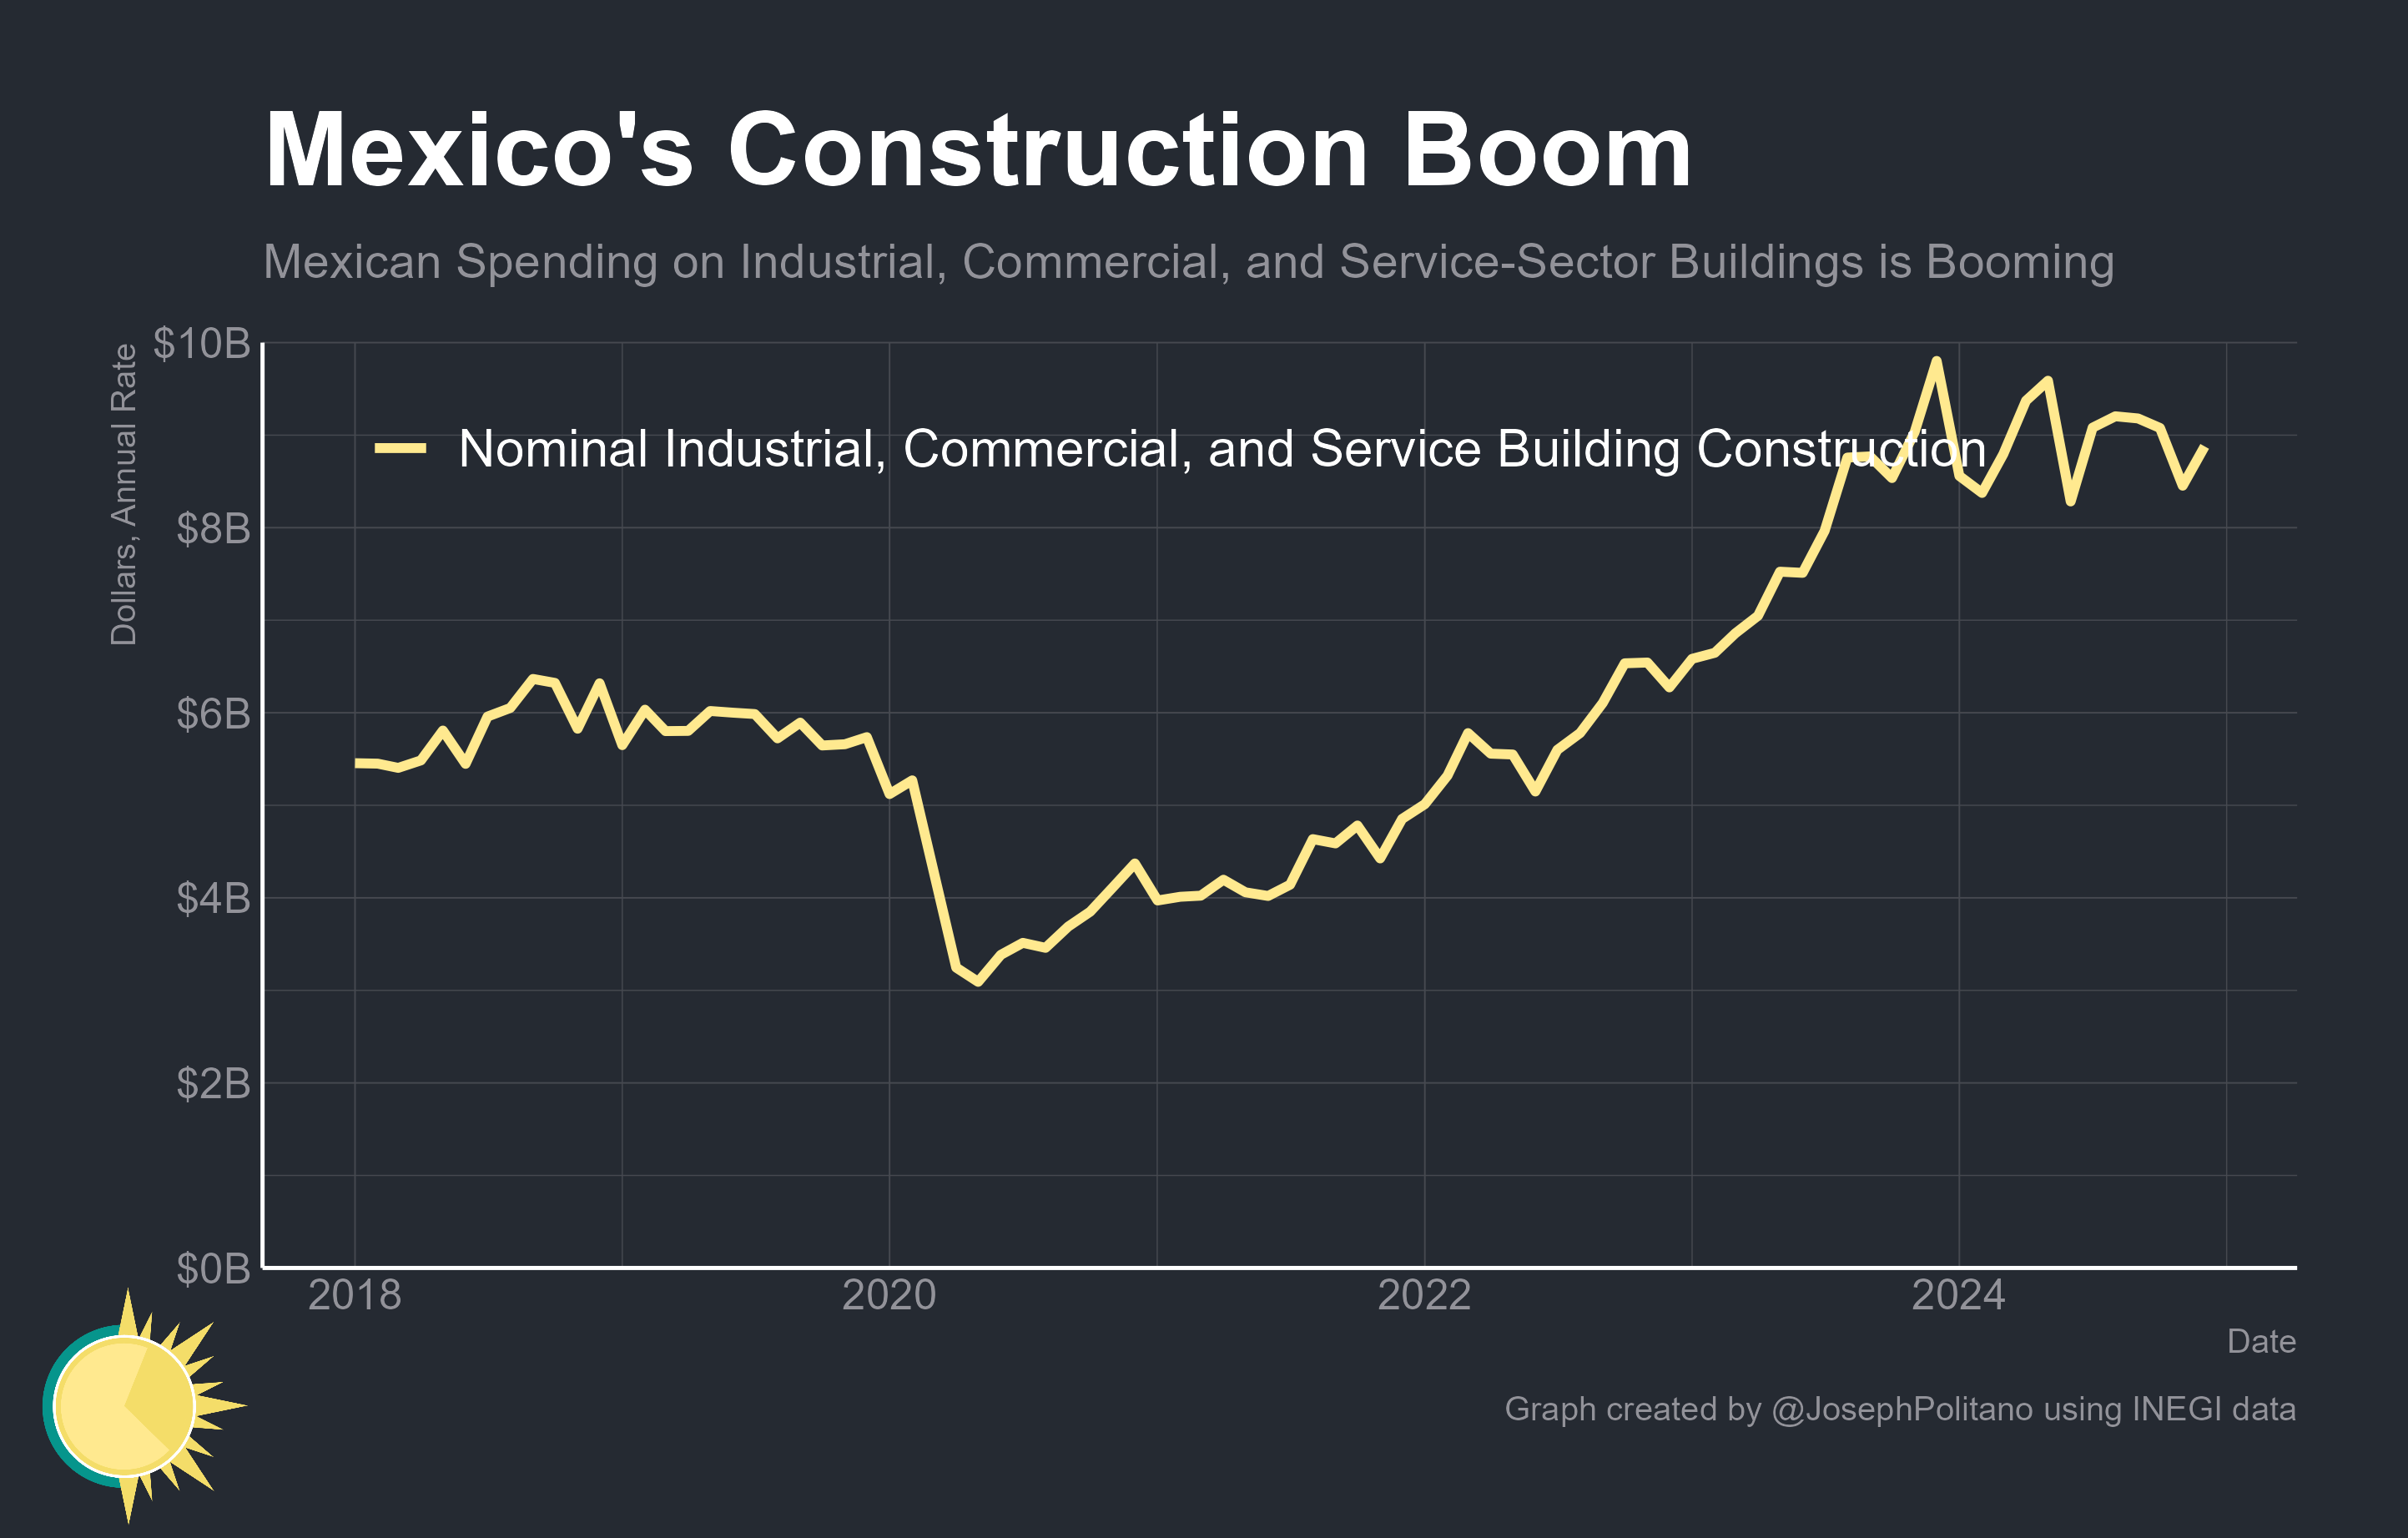 Mexico's Construction Boom
Mexican Spending on Industrial, Commercial, and Service-Sector Buildings is Booming
Dollars, Annual Rate
$10B
$8B
$6B
$4B
$2B
$0B
Nominal Industrial, Commercial, and Service Building Construction
2018
2020
2022
2024
Date
Graph created by @JosephPolitano using INEGI data